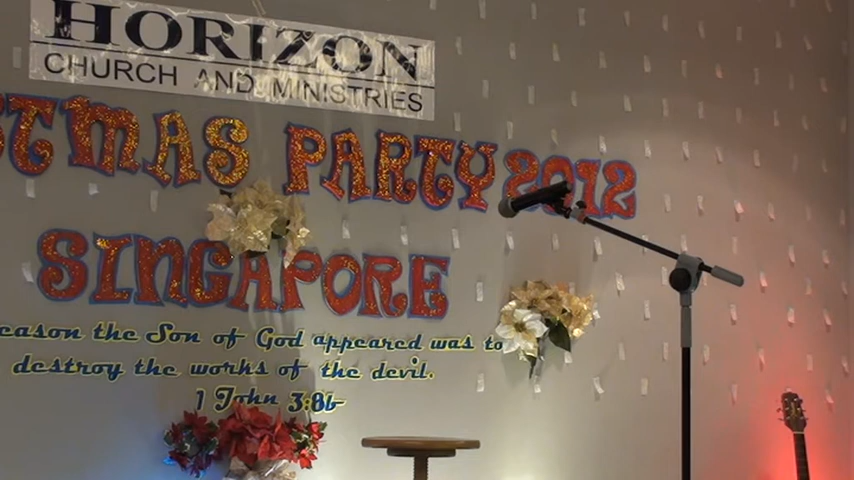 HORIZON
CHURCH AND MINISTRIES
STMAS PARTY 2012
SINGAPORE
eason the Son of God appeared was to
destroy the works of the devil.
1 John 3:8b